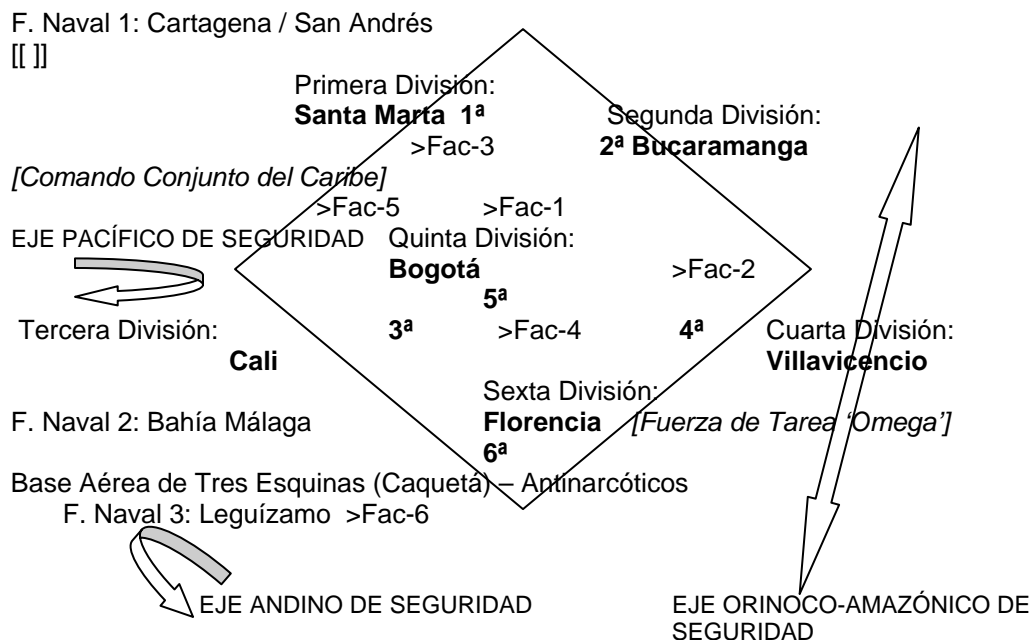 F. Naval 1: Cartagena / San Andrés
[[ ]]
Primera División:
Santa Marta 1ª Segunda División:
>Fac-3 2ª Bucaramanga
[Comando Conjunto del Caribe]
>Fac-5 >Fac-1
EJE PACÍFICO DE SEGURIDAD Quinta División:
Bogotá >Fac-2
5ª
Tercera División: 3ª >Fac-4 4ª Cuarta División:
Cali Villavicencio
Sexta División:
F. Naval 2: Bahía Málaga Florencia [Fuerza de Tarea ‘Omega’]
6ª
Base Aérea de Tres Esquinas (Caquetá) – Antinarcóticos
F. Naval 3: Leguízamo >Fac-6
EJE ANDINO DE SEGURIDAD EJE ORINOCO-AMAZÓNICO DE
SEGURIDAD